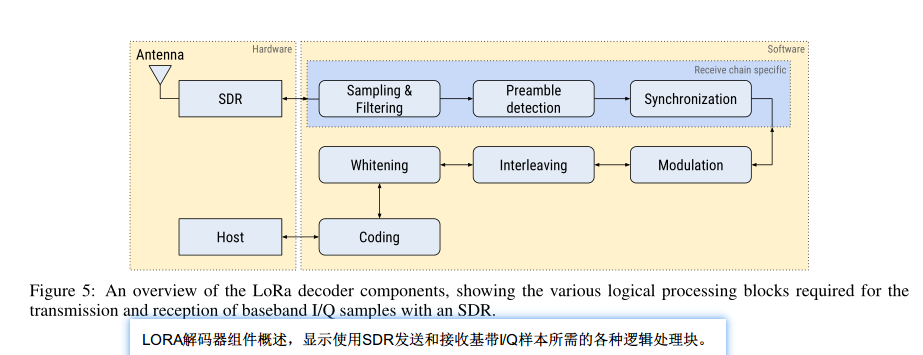 Hardware
Software
Antenna
Receive chain specific
SDR
Sampling &
Filtering
Preamble
detection
Synchronization
Whitening
Interleaving
Modulation
Host
Coding
Figure 5: An overview of the LoRa decoder components, showing the various logical processing blocks required for the
transmission and reception of baseband I/Q samples with an SDR.
LORA解码器组件概述，显示使用SDR发送和接收基带I/Q样本所需的各种逻辑处理块。